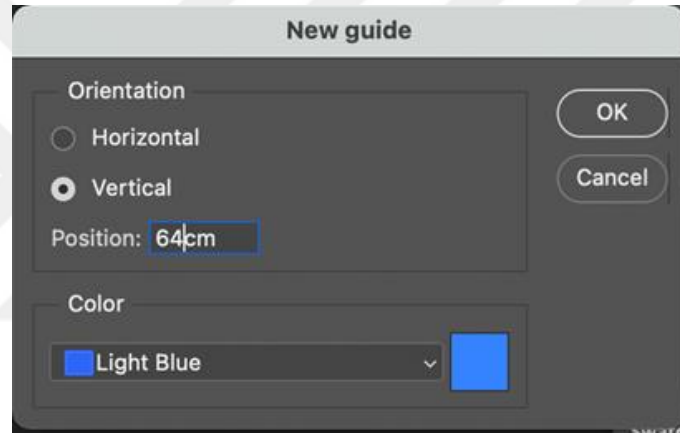 New guide
Orientation
Horizontal
Vertical
Position: 64cm
OK
Cancel
Color
Light Blue